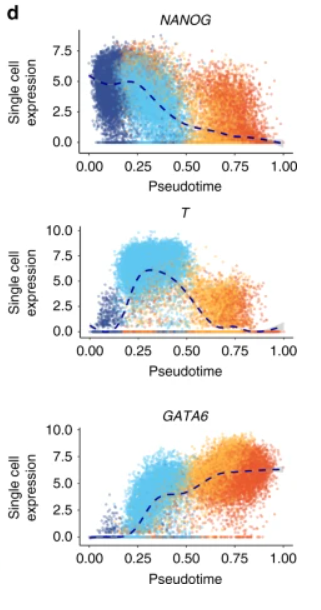 d
NANOG
Single cell
expression
7.5
5.0
2.5
0.0
0.00 0.25 0.50 0.75 1.00
Pseudotime
T
Single cell
expression
10.0
7.5
5.0
2.5
0.0
0.00 0.25 0.50 0.75 1.00
Pseudotime
GATA6
Single cell
expression
10.0
7.5
5.0
2.5
0.0
0.00 0.25 0.50 0.75 1.00
Pseudotime